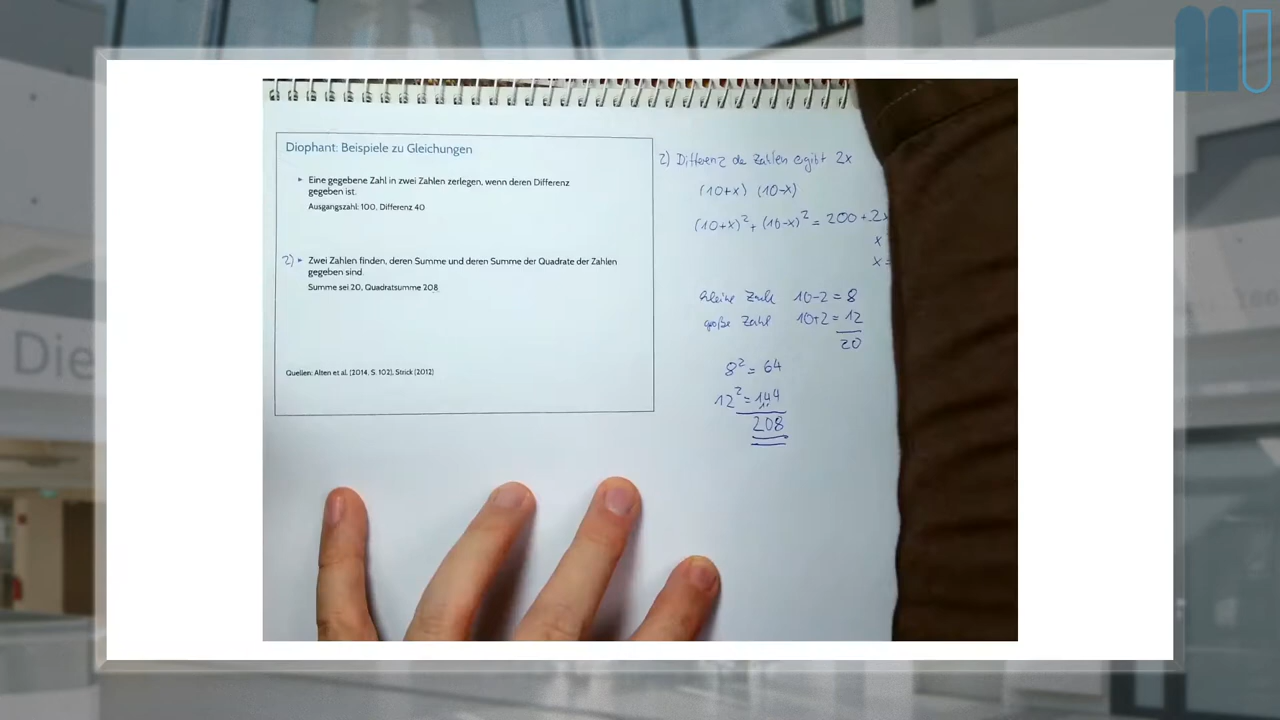 Diophant: Beispiele zu Gleichungen
▸ Eine gegebene Zahl in zwei Zahlen zerlegen, wenn deren Differenz
gegeben ist.
Ausgangszahl: 100, Differenz 40
2) ▸ Zwei Zahlen finden, deren Summe und deren Summe der Quadrate der Zahlen
gegeben sind.
Summe sei 20, Quadratsumme 208
Quellen: Alten et al. (2014, S. 102), Strick (2012)
2) Differenz de Zahlen ergibt 2x
(10+x) (10-x)
(10+x)² + (10-x)² = 200 + 2x
x
x =
kleine Zahl 10-2 = 8
große Zahl 10+2 = 12
20
8² = 64
12² = 144
208
Die